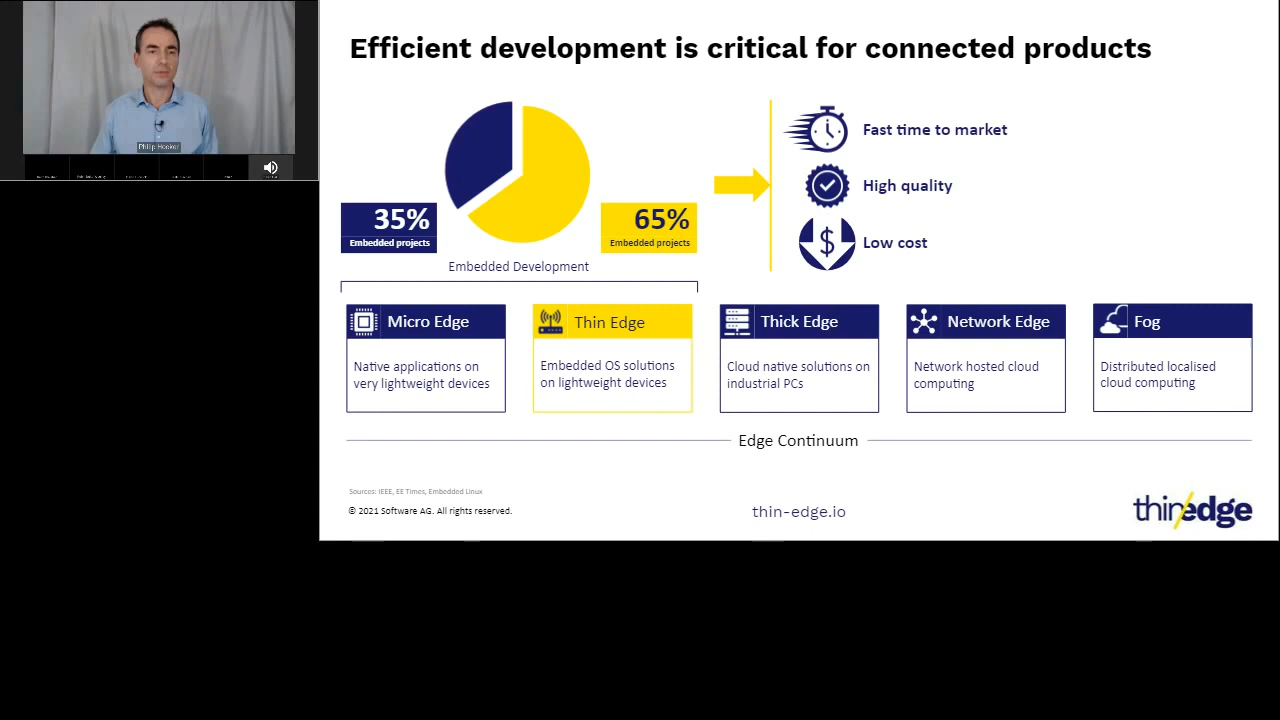 Efficient development is critical for connected products
Philip Hooker
35%
Embedded projects
65%
Embedded projects
Embedded Development
Fast time to market
High quality
$
Low cost
Micro Edge
Native applications on
very lightweight devices
Thin Edge
Embedded OS solutions
on lightweight devices
Thick Edge
Cloud native solutions on
industrial PCs
Network Edge
Network hosted cloud
computing
Fog
Distributed localised
cloud computing
Edge Continuum
Sources: IEEE, EE Times, Embedded Linux
© 2021 Software AG. All rights reserved.
thin-edge.io
thin/edge